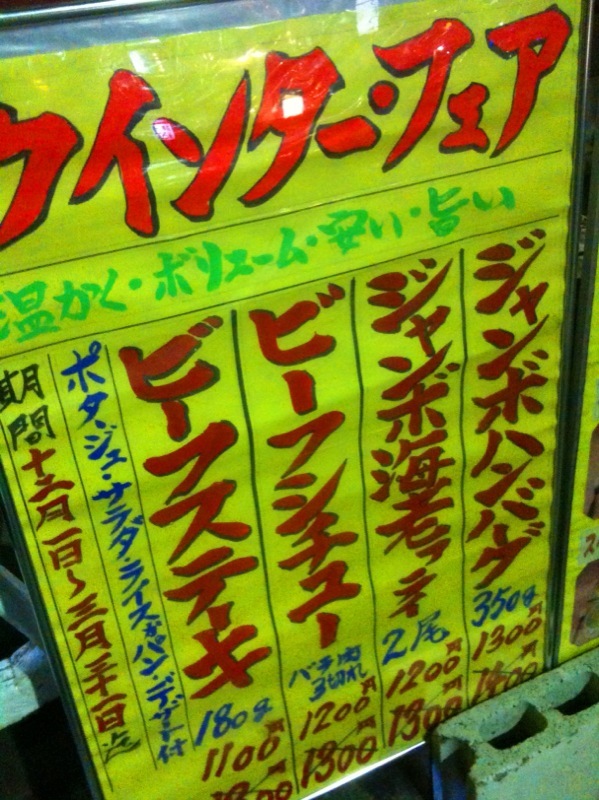 ウインター・フェア
温かく・ボリューム・安い・旨い
ジャンボハンバーグ
350g
1300円
ジャンボ海老フライ
2尾
1200円
1300
ビーフシチュー
バラ肉
3切れ
1200円
1300
ビーフステーキ
180g
1100円
ポタージュ・サラダ・ライスかパン・デザート付
期間十二月一日〜三月三十一日迄